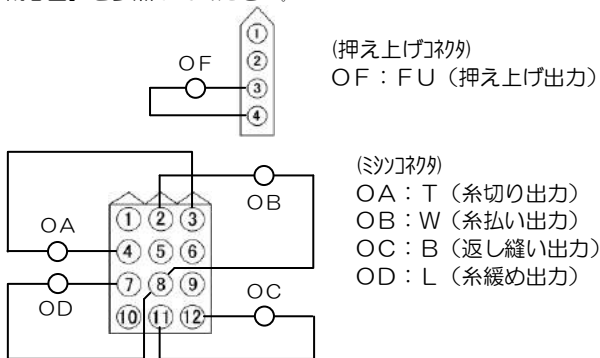 ①
②
③
④
OF
(押え上げｺﾈｸﾀ)
OF：FU（押え上げ出力）
(ﾐｼﾝｺﾈｸﾀ)
OA：T（糸切り出力）
OB：W（糸払い出力）
OC：B（返し縫い出力）
OD：L（糸緩め出力）
OB
OA
①②③
④⑤⑥
⑦⑧⑨
⑩⑪⑫
OD
OC